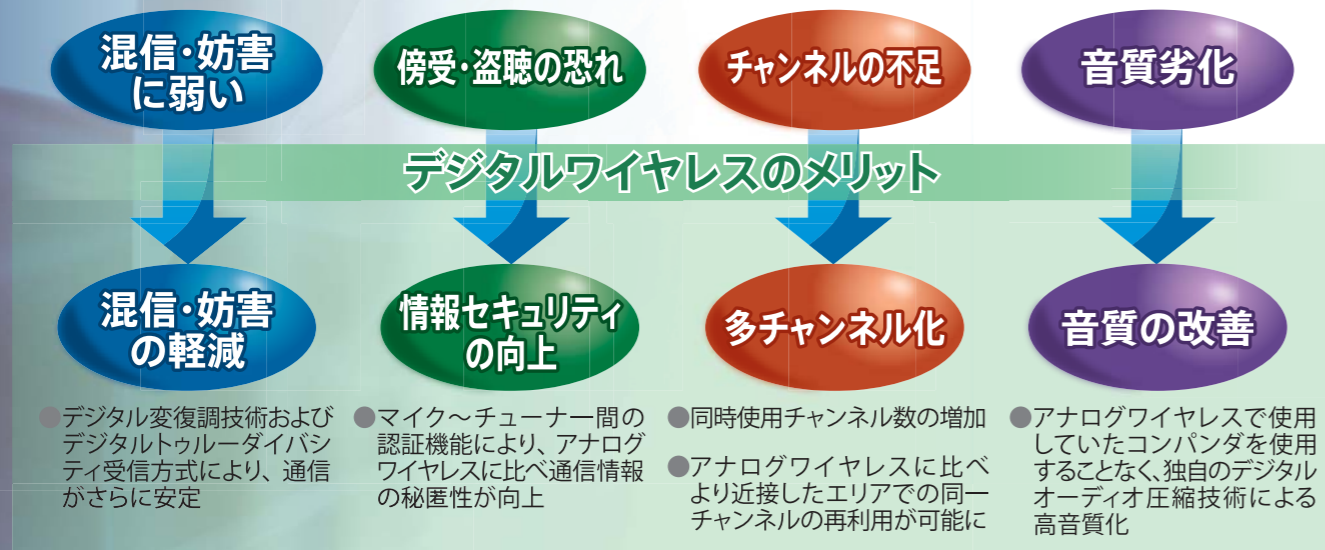 混信・妨害
に弱い
傍受・盗聴の恐れ
チャンネルの不足
音質劣化
デジタルワイヤレスのメリット
混信・妨害
の軽減
情報セキュリティ
の向上
多チャンネル化
音質の改善
●デジタル変復調技術および
デジタルトゥルーダイバシ
ティ受信方式により、通信
がさらに安定
●マイク～チューナー間の
認証機能により、アナログ
ワイヤレスに比べ通信情報
の秘匿性が向上
●同時使用チャンネル数の増加
●アナログワイヤレスに比べ
より近接したエリアでの同一
チャンネルの再利用が可能に
●アナログワイヤレスで使用
していたコンパンダを使用
することなく、独自のデジタル
オーディオ圧縮技術による
高音質化